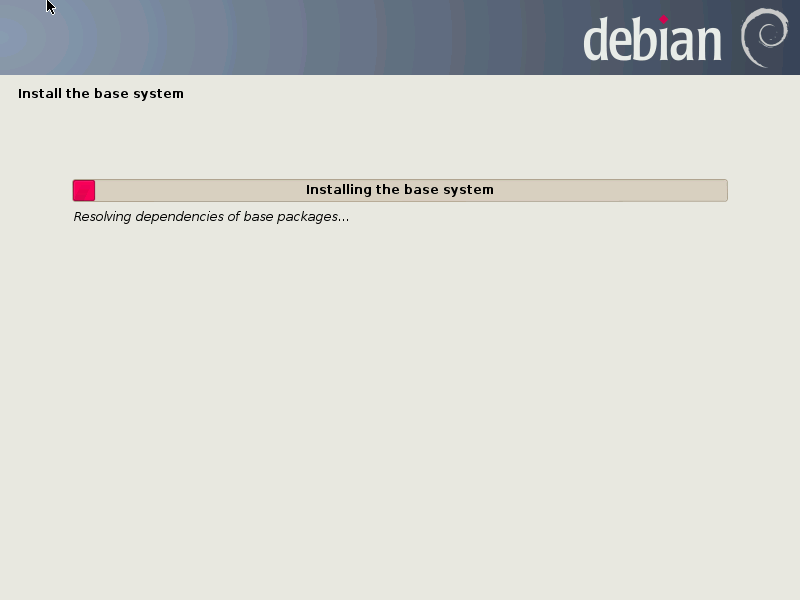 debian
Install the base system
Installing the base system
Resolving dependencies of base packages...